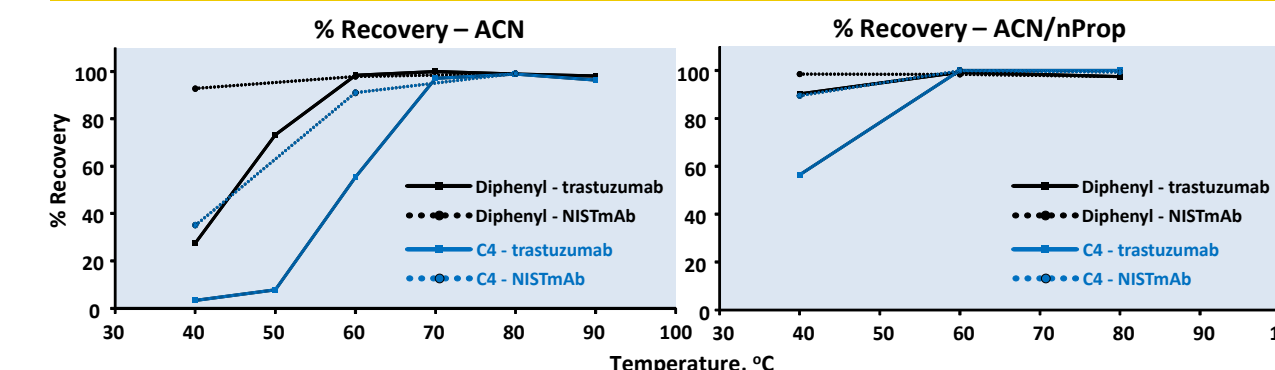 % Recovery – ACN
% Recovery
100
80
60
40
20
0
30 40 50 60 70 80 90 100
Diphenyl - trastuzumab
Diphenyl - NISTmAb
C4 - trastuzumab
C4 - NISTmAb
% Recovery – ACN/nProp
100
80
60
40
20
0
30 40 50 60 70 80 90
Diphenyl - trastuzumab
Diphenyl - NISTmAb
C4 - trastuzumab
C4 - NISTmAb
Temperature, °C